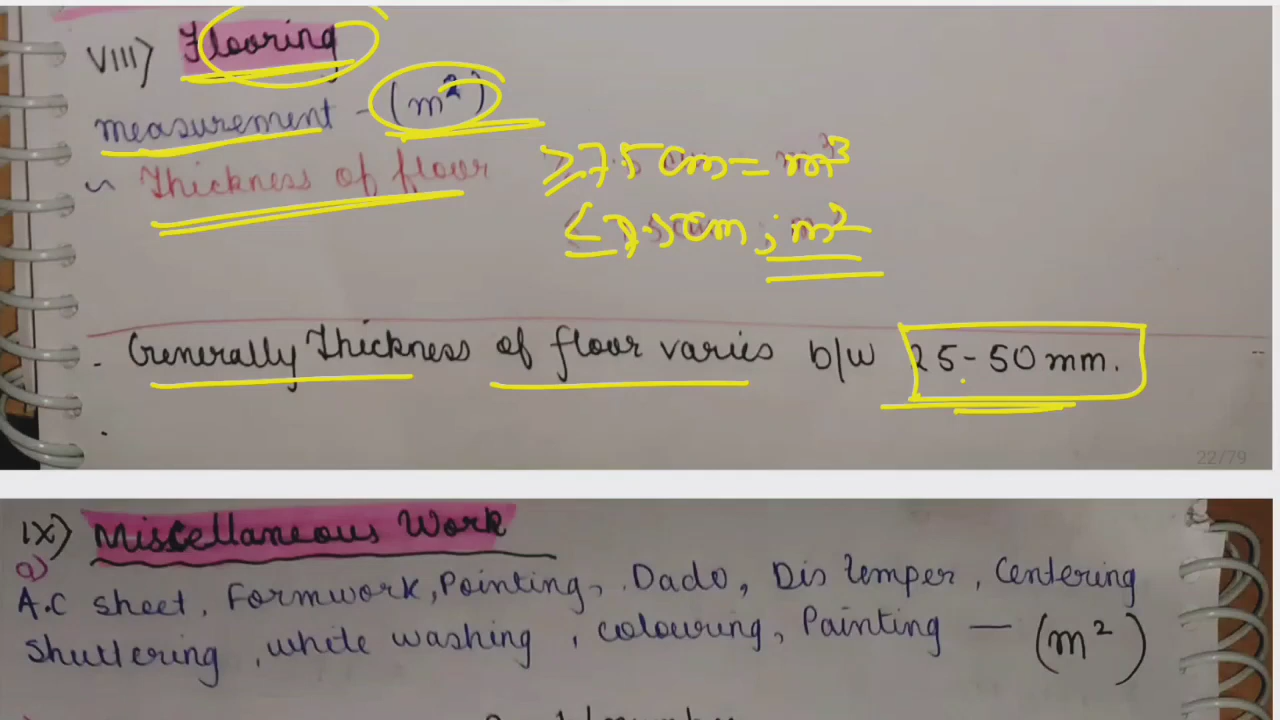 VIII) Flooring
measurement - (m²)
Thickness of floor ≥ 7.5 cm = m³
≤ 7.5 cm ; m²
. Generally Thickness of floor varies b/w 25-50 mm.
22/79
IX) Miscellaneous Work
a)
A.C sheet, Formwork, Pointing, Dado, Distemper, Centering
Shuttering, white washing, colouring, Painting — (m²)